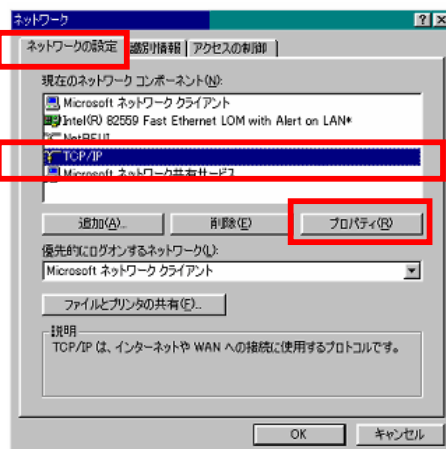 ネットワーク
ネットワークの設定 識別情報 アクセスの制御
現在のネットワーク コンポーネント(N):
Microsoft ネットワーク クライアント
Intel(R) 82559 Fast Ethernet LOM with Alert on LAN*
NetBEUI
TCP/IP
Microsoft ネットワーク共有サービス
追加(A)... 削除(E) プロパティ(R)
優先的にログオンするネットワーク(L):
Microsoft ネットワーク クライアント
ファイルとプリンタの共有(F)...
説明
TCP/IP は、インターネットや WAN への接続に使用するプロトコルです。
OK キャンセル